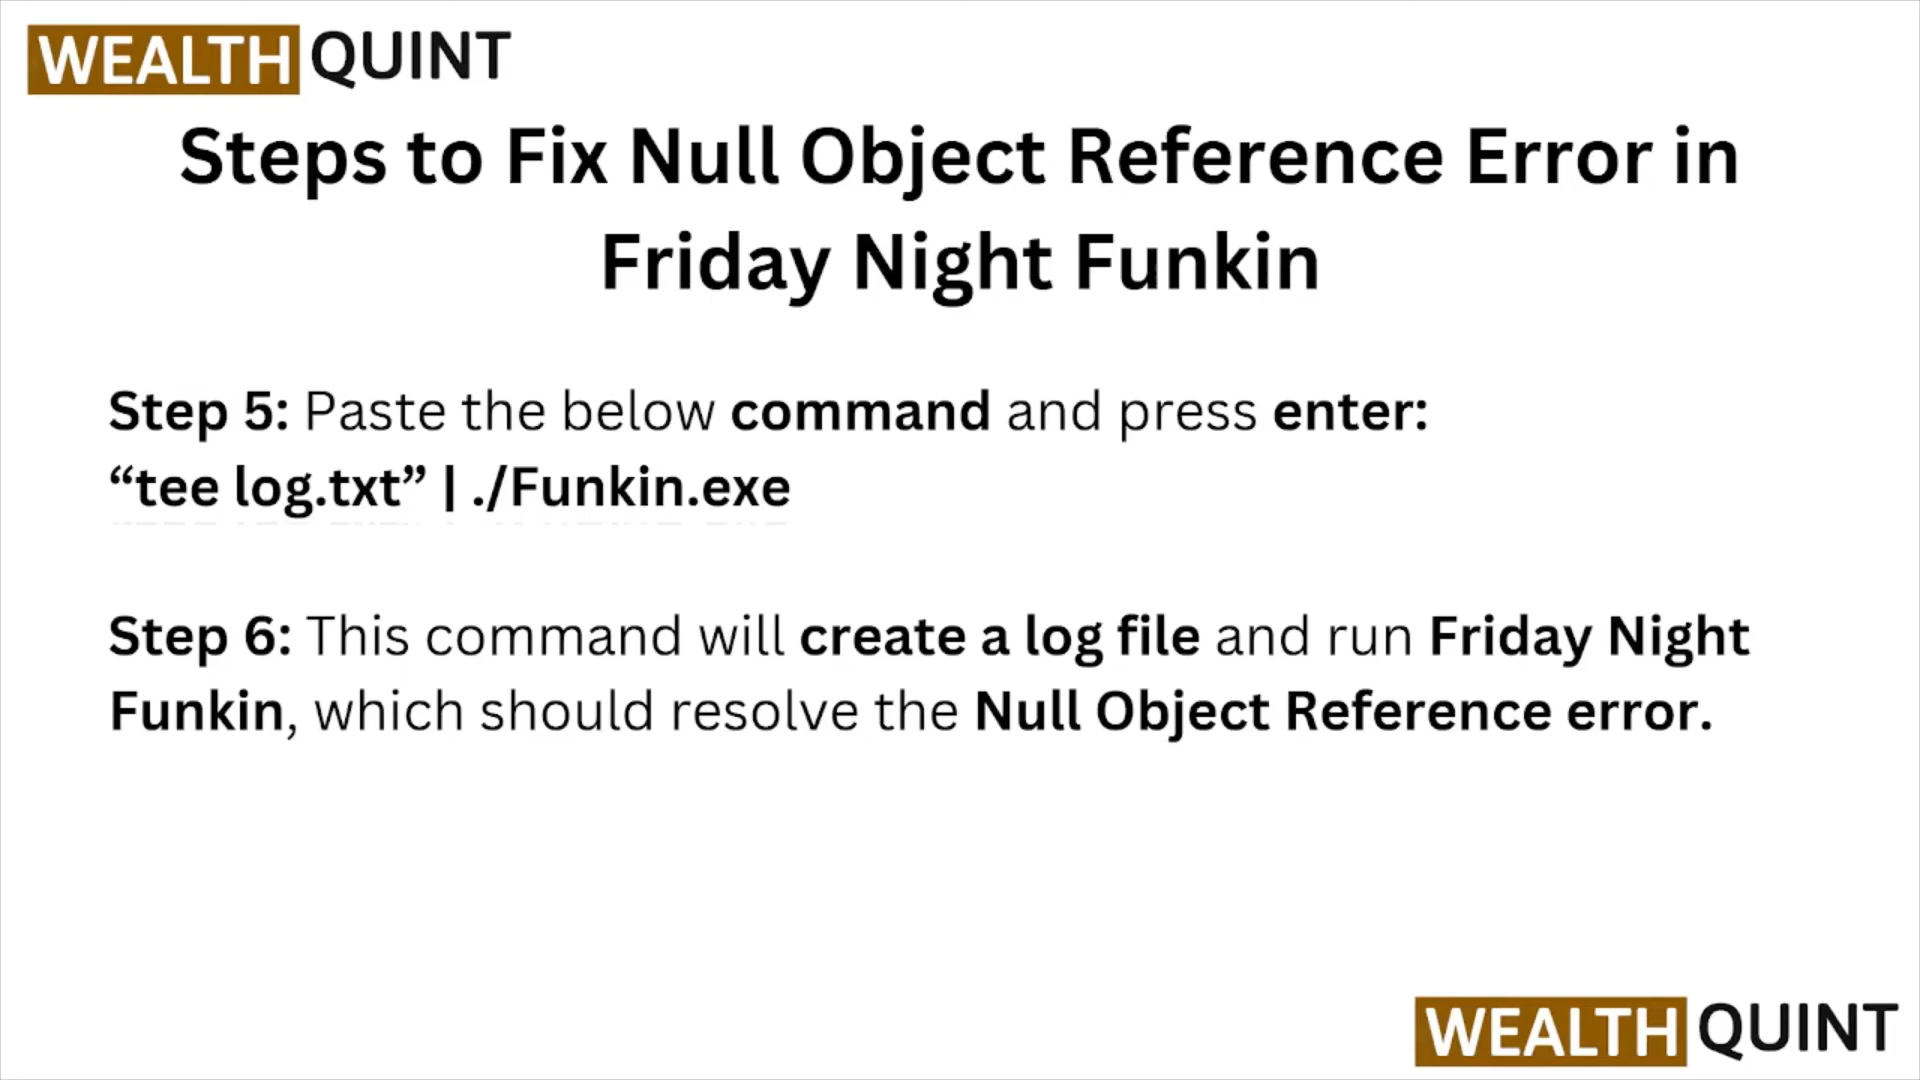 WEALTH QUINT
Steps to Fix Null Object Reference Error in
Friday Night Funkin
Step 5: Paste the below command and press enter:
“tee log.txt” | ./Funkin.exe
Step 6: This command will create a log file and run Friday Night
Funkin, which should resolve the Null Object Reference error.
WEALTH QUINT